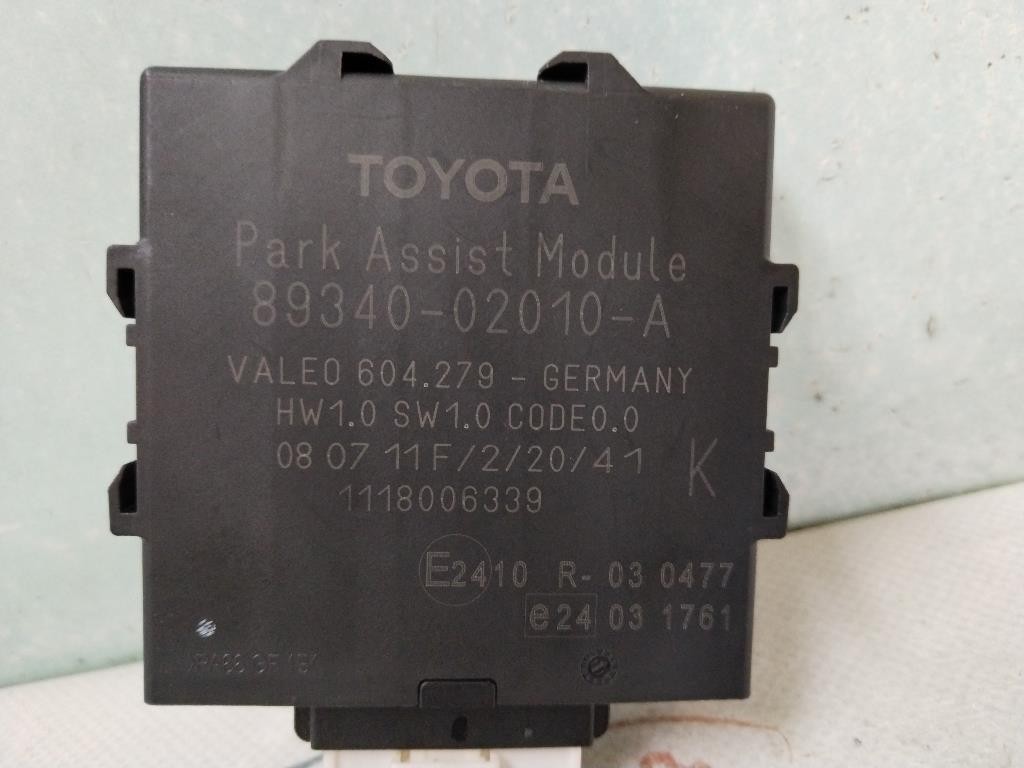 TOYOTA
Park Assist Module
89340-02010-A
VALEO 604.279 - GERMANY
HW1.0 SW1.0 CODE0.0
08 07 11F/2/20/41 K
1118006339
E2410 R- 03 0477
e24 03 1761